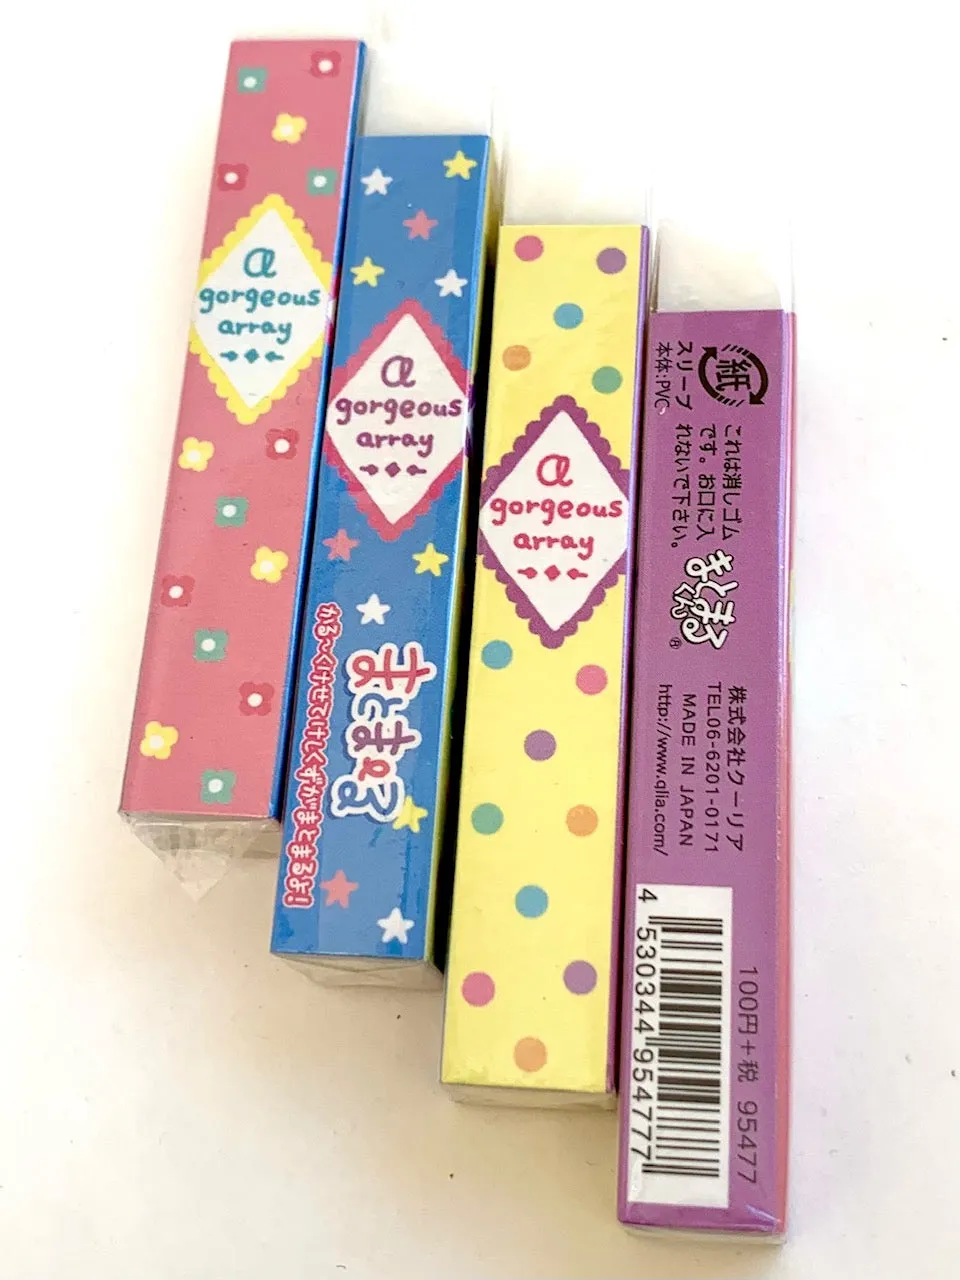 a
gorgeous
array
a
gorgeous
array
かる〜くけせてけしくずがまとまるよ!
まとまる
a
gorgeous
array
紙
スリーブ
本体:PVC
これは消しゴム
です。お口に入
れないで下さい。
まとまるくん®
株式会社クーリア
TEL06-6201-0171
MADE IN JAPAN
http://www.qlia.com/
100円+税 95477
4 530344 954777